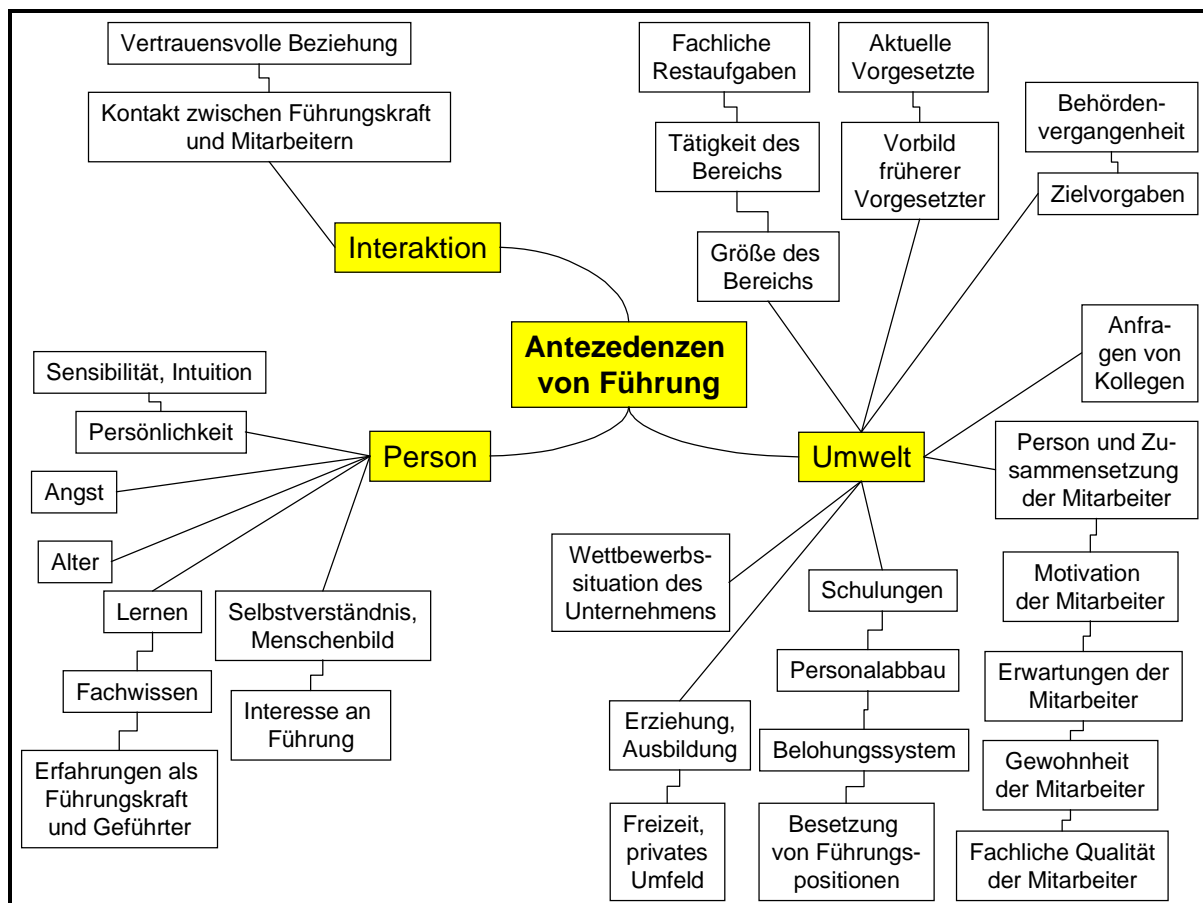 Vertrauensvolle Beziehung
Kontakt zwischen Führungskraft
und Mitarbeitern
Interaktion
Fachliche
Restaufgaben
Tätigkeit des
Bereichs
Größe des
Bereichs
Aktuelle
Vorgesetzte
Vorbild
früherer
Vorgesetzter
Behörden-
vergangenheit
Zielvorgaben
Antezedenzen
von Führung
Anfra-
gen von
Kollegen
Sensibilität, Intuition
Persönlichkeit
Person
Angst
Alter
Lernen
Fachwissen
Erfahrungen als
Führungskraft
und Geführter
Selbstverständnis,
Menschenbild
Interesse an
Führung
Umwelt
Person und Zu-
sammensetzung
der Mitarbeiter
Motivation
der Mitarbeiter
Erwartungen der
Mitarbeiter
Gewohnheit
der Mitarbeiter
Fachliche Qualität
der Mitarbeiter
Wettbewerbs-
situation des
Unternehmens
Erziehung,
Ausbildung
Freizeit,
privates
Umfeld
Schulungen
Personalabbau
Belohungssystem
Besetzung
von Führungs-
positionen